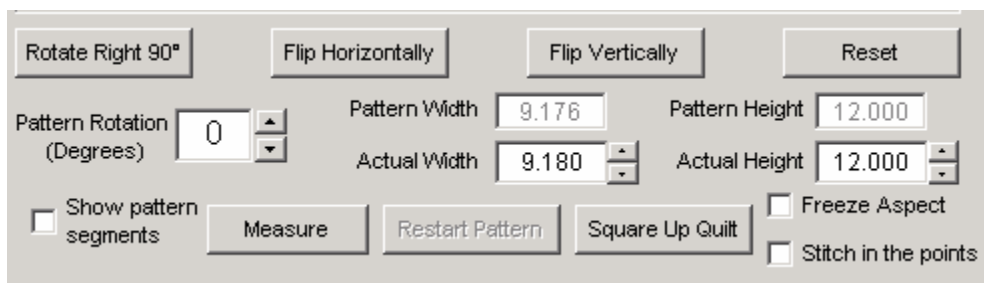 Rotate Right 90° Flip Horizontally Flip Vertically Reset
Pattern Rotation (Degrees) 0
Pattern Width 9.176 Pattern Height 12.000
Actual Width 9.180 Actual Height 12.000
Show pattern segments
Measure Restart Pattern Square Up Quilt
Freeze Aspect
Stitch in the points